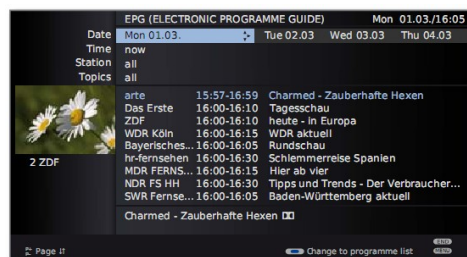 EPG (ELECTRONIC PROGRAMME GUIDE) Mon 01.03./16:05
Date Mon 01.03. Tue 02.03 Wed 03.03 Thu 04.03
Time now
Station all
Topics all
arte 15:57-16:59 Charmed - Zauberhafte Hexen
Das Erste 16:00-16:10 Tagesschau
ZDF 16:00-16:10 heute - in Europa
WDR Köln 16:00-16:15 WDR aktuell
Bayerisches... 16:00-16:05 Rundschau
hr-fernsehen 16:00-16:30 Schlemmerreise Spanien
MDR FERNS... 16:00-16:15 Hier ab vier
NDR FS HH 16:00-16:30 Tipps und Trends - Der Verbraucher...
SWR Fernse... 16:00-16:05 Baden-Württemberg aktuell
2 ZDF
Charmed - Zauberhafte Hexen
END
P+ P- Page Change to programme list MENU